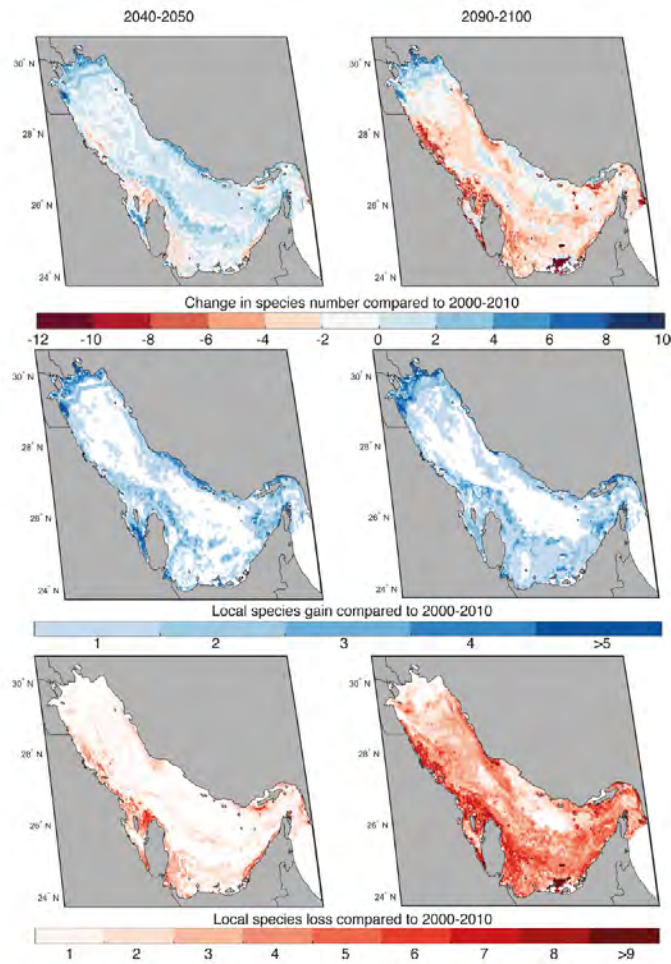 2040-2050 2090-2100
30° N 30° N
28° N 28° N
26° N 26° N
24° N 24° N
Change in species number compared to 2000-2010
-12 -10 -8 -6 -4 -2 0 2 4 6 8 10
30° N 30° N
28° N 28° N
26° N 26° N
24° N 24° N
Local species gain compared to 2000-2010
1 2 3 4 >5
30° N 30° N
28° N 28° N
26° N 26° N
24° N 24° N
Local species loss compared to 2000-2010
1 2 3 4 5 6 7 8 >9